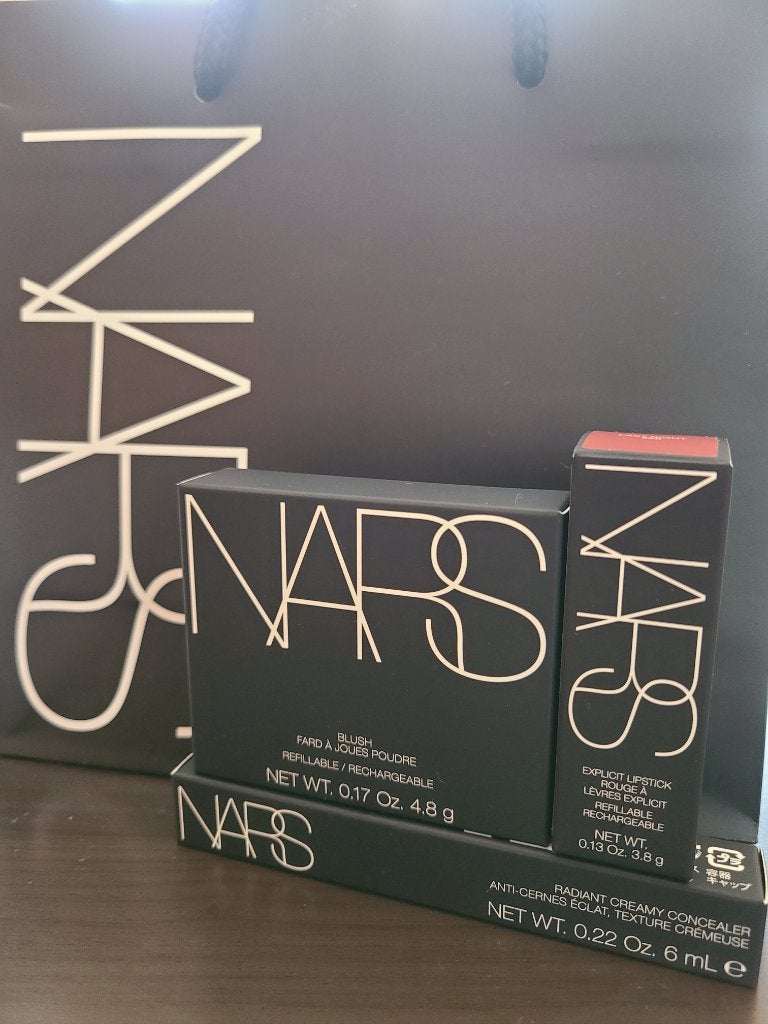 NARS
NARS
BLUSH
FARD À JOUES POUDRE
REFILLABLE / RECHARGEABLE
NET WT. 0.17 Oz. 4.8 g
NARS
EXPLICIT LIPSTICK
ROUGE À
LÈVRES EXPLICIT
REFILLABLE
RECHARGEABLE
NET WT.
0.13 Oz. 3.8 g
NARS
容器
キャップ
RADIANT CREAMY CONCEALER
ANTI-CERNES ÉCLAT, TEXTURE CRÉMEUSE
NET WT. 0.22 Oz. 6 mL ℮